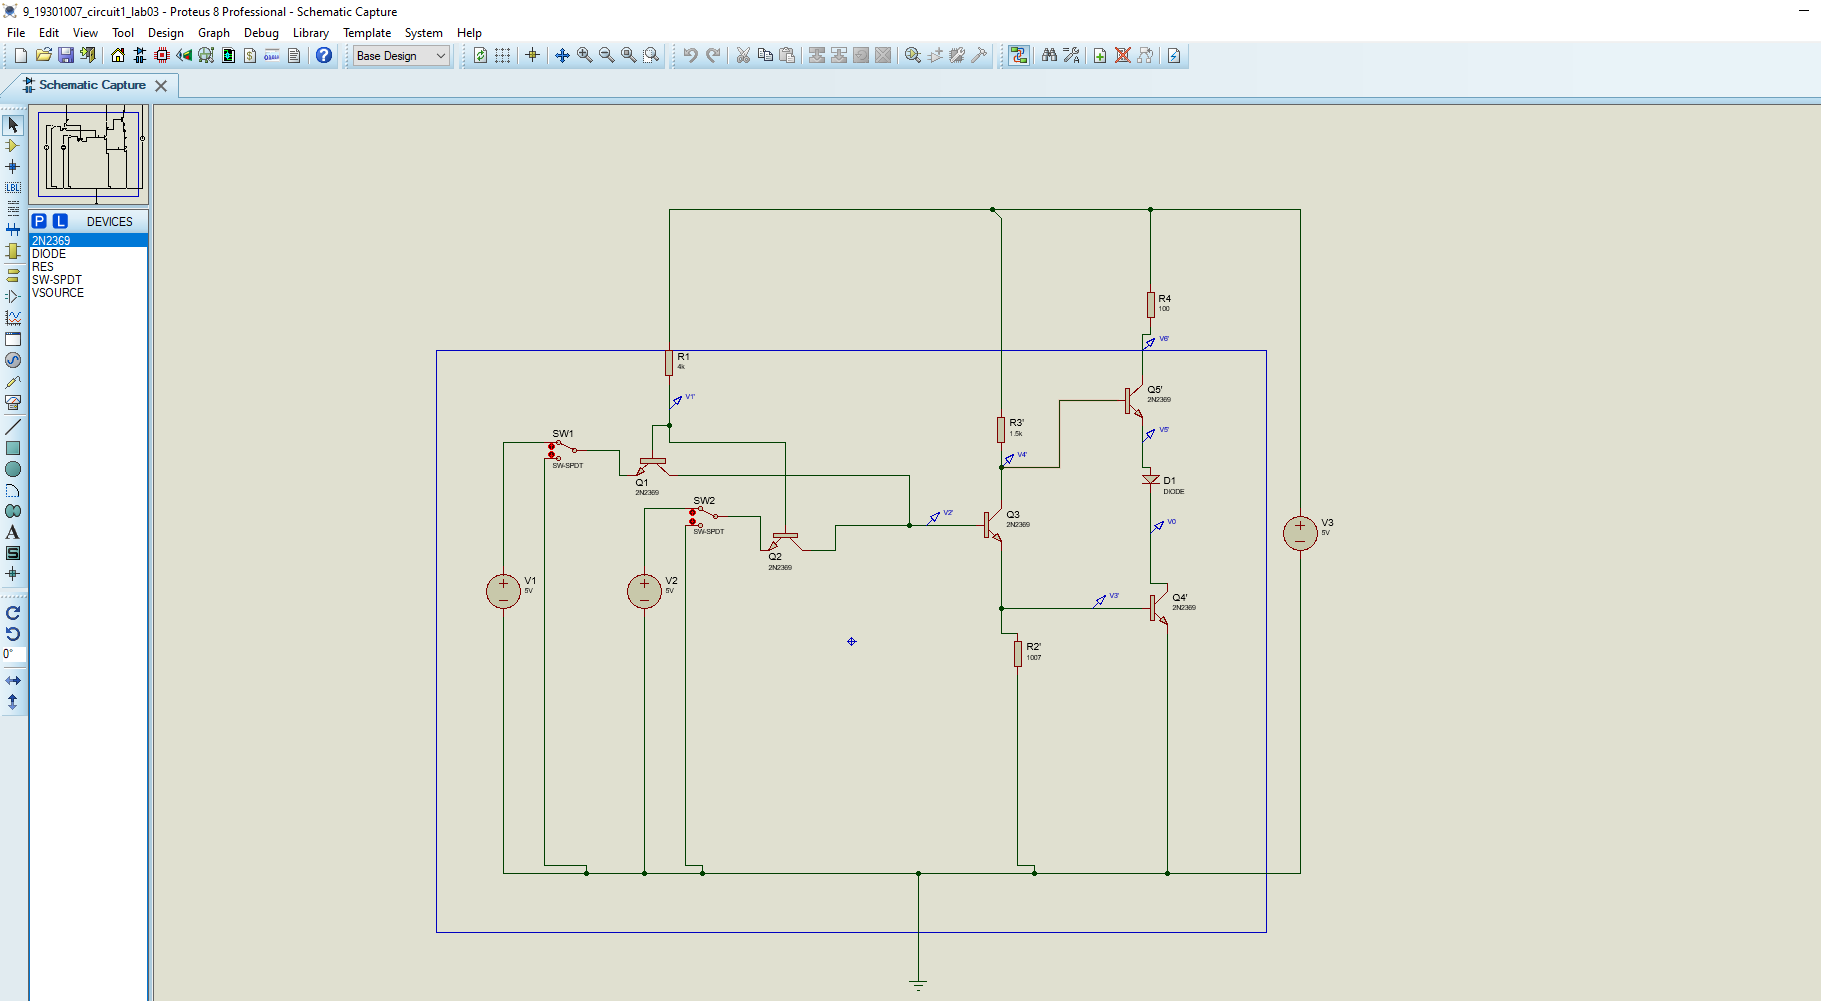 9_19301007_circuit1_lab03 - Proteus 8 Professional - Schematic Capture
File Edit View Tool Design Graph Debug Library Template System Help
Base Design
Schematic Capture
P L DEVICES
2N2369
DIODE
RES
SW-SPDT
VSOURCE
LBL
A
S
0°
R4
100
V6'
R1
4k
V1'
Q5'
2N2369
R3'
1.5k
V5'
SW1
SW-SPDT
V4'
Q1
2N2369
D1
DIODE
SW2
SW-SPDT
V2'
Q3
2N2369
V0
V3
5V
Q2
2N2369
V1
5V
V2
5V
V3'
Q4'
2N2369
R2'
1007